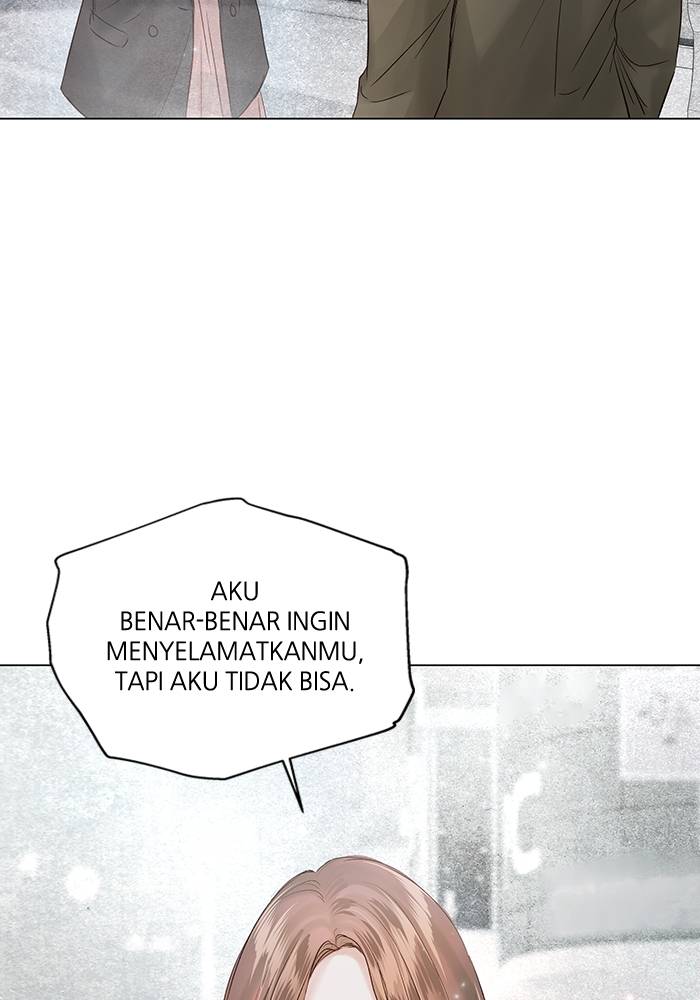 AKU
BENAR-BENAR INGIN
MENYELAMATKANMU,
TAPI AKU TIDAK BISA.